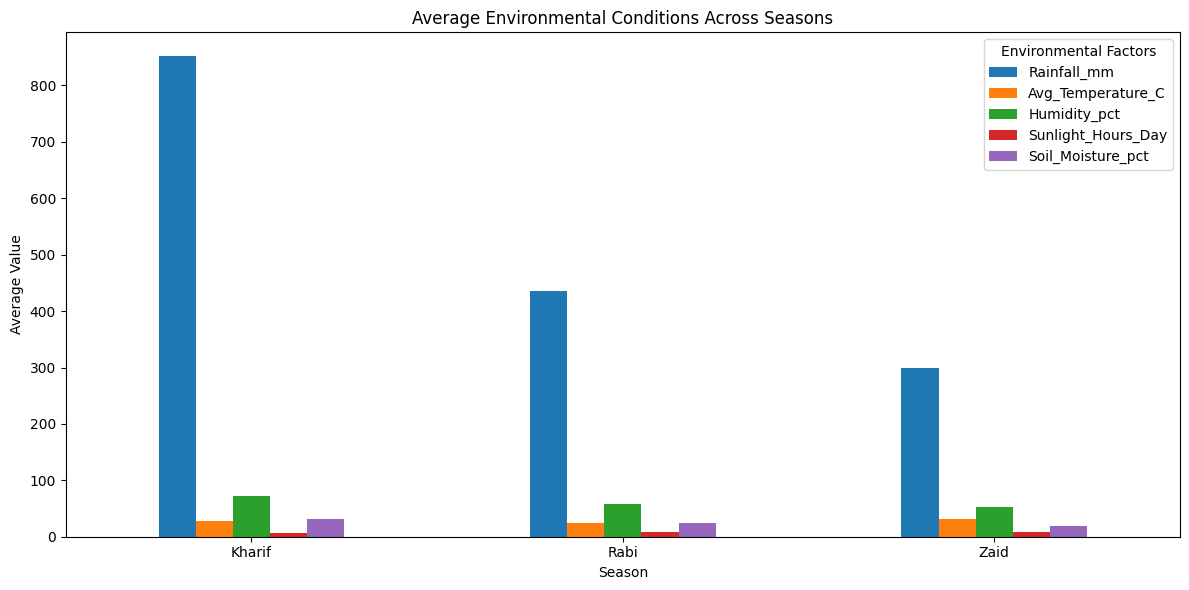 Average Environmental Conditions Across Seasons
Environmental Factors
Rainfall_mm
Avg_Temperature_C
Humidity_pct
Sunlight_Hours_Day
Soil_Moisture_pct
Average Value
800
700
600
500
400
300
200
100
0
Kharif
Rabi
Zaid
Season